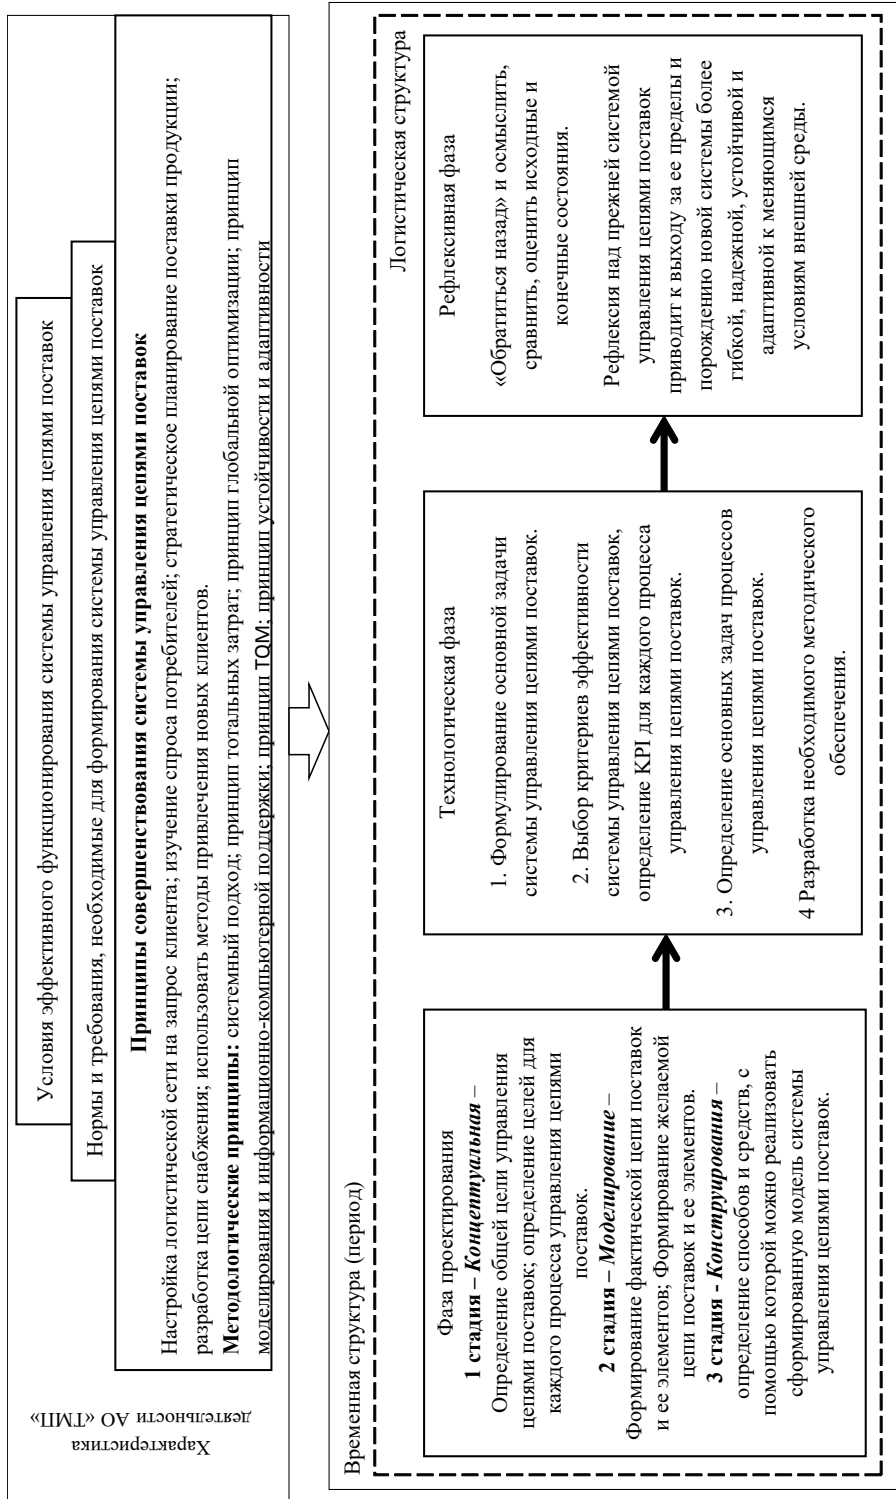 Характеристика
деятельности АО «ТМП»
Условия эффективного функционирования системы управления цепями поставок
Нормы и требования, необходимые для формирования системы управления цепями поставок
Принципы совершенствования системы управления цепями поставок
Настройка логистической сети на запрос клиента; изучение спроса потребителей; стратегическое планирование поставки продукции;
разработка цепи снабжения; использовать методы привлечения новых клиентов.
Методологические принципы: системный подход; принцип тотальных затрат; принцип глобальной оптимизации; принцип
моделирования и информационно-компьютерной поддержки; принцип TQM; принцип устойчивости и адаптивности
Временная структура (период)
Логистическая структура
Фаза проектирования
1 стадия – Концептуальная –
Определение общей цели управления
цепями поставок; определение целей для
каждого процесса управления цепями
поставок.
2 стадия – Моделирование –
Формирование фактической цепи поставок
и ее элементов; Формирование желаемой
цепи поставок и ее элементов.
3 стадия - Конструирования –
определение способов и средств, с
помощью которой можно реализовать
сформированную модель системы
управления цепями поставок.
Технологическая фаза
1. Формулирование основной задачи
системы управления цепями поставок.
2. Выбор критериев эффективности
системы управления цепями поставок,
определение KPI для каждого процесса
управления цепями поставок.
3. Определение основных задач процессов
управления цепями поставок.
4 Разработка необходимого методического
обеспечения.
Рефлексивная фаза
«Обратиться назад» и осмыслить,
сравнить, оценить исходные и
конечные состояния.
Рефлексия над прежней системой
управления цепями поставок
приводит к выходу за ее пределы и
порождению новой системы более
гибкой, надежной, устойчивой и
адаптивной к меняющимся
условиям внешней среды.